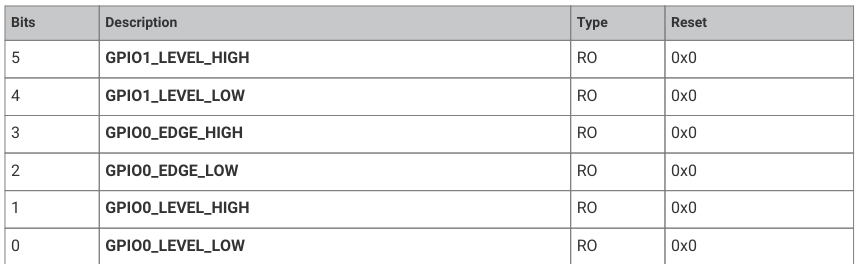 Bits Description Type Reset
5 GPIO1_LEVEL_HIGH RO 0x0
4 GPIO1_LEVEL_LOW RO 0x0
3 GPIO0_EDGE_HIGH RO 0x0
2 GPIO0_EDGE_LOW RO 0x0
1 GPIO0_LEVEL_HIGH RO 0x0
0 GPIO0_LEVEL_LOW RO 0x0